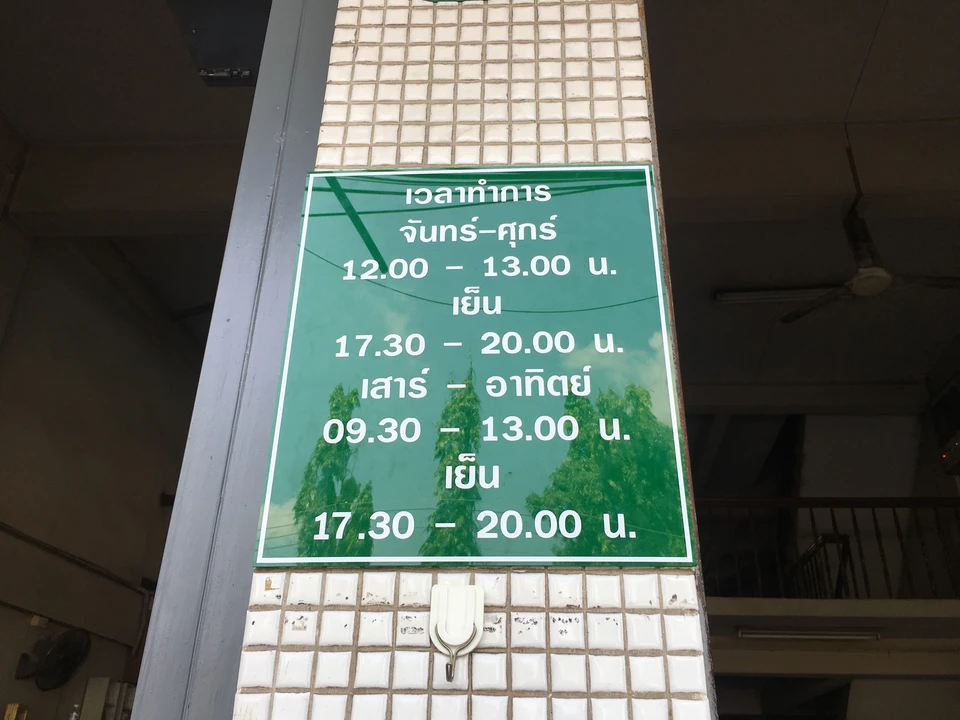 เวลาทำการ
จันทร์-ศุกร์
12.00 - 13.00 น.
เย็น
17.30 - 20.00 น.
เสาร์ - อาทิตย์
09.30 - 13.00 น.
เย็น
17.30 - 20.00 น.